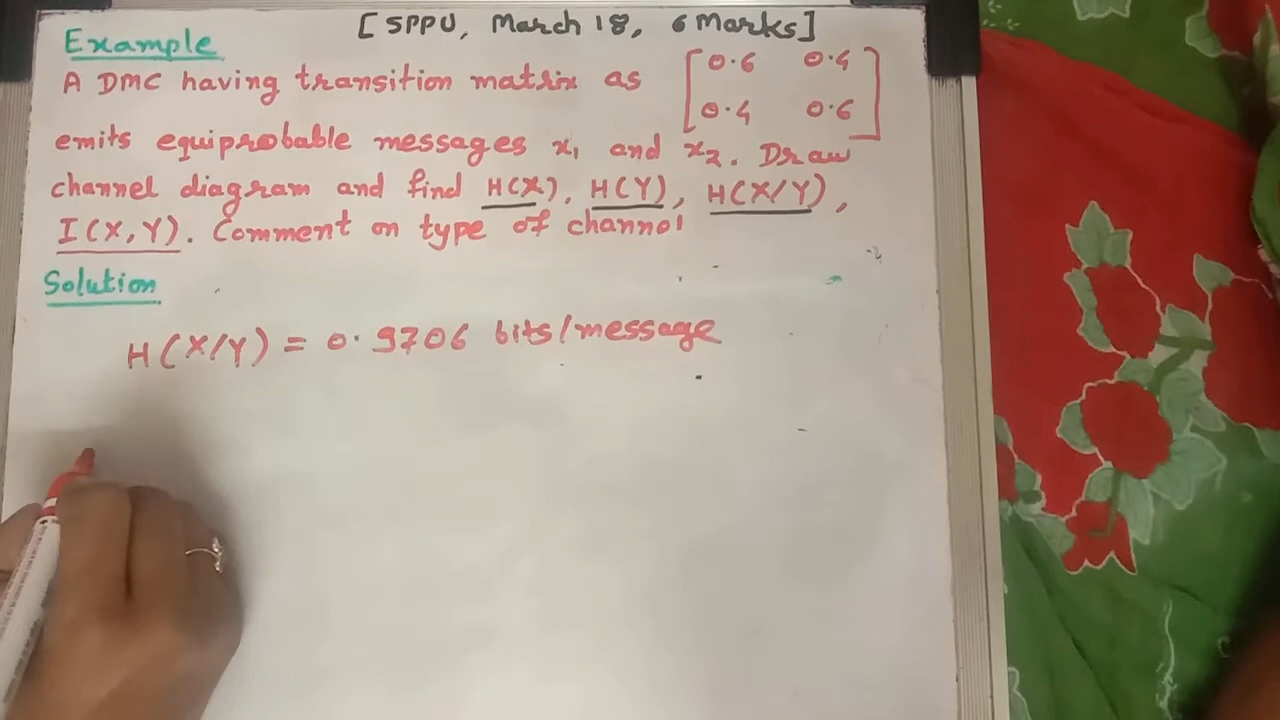 [SPPU, March 18, 6 Marks]
Example
A DMC having transition matrix as [0.6 0.4
0.4 0.6]
emits equiprobable messages x₁ and x₂. Draw
channel diagram and find H(X), H(Y), H(X/Y),
I(X,Y). Comment on type of channel
Solution
H(X/Y) = 0.9706 bits/message